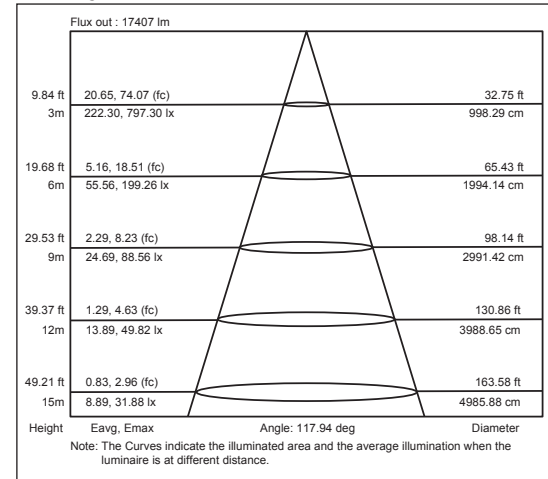 Flux out : 17407 lm
9.84 ft 20.65, 74.07 (fc) 32.75 ft
3m 222.30, 797.30 lx 998.29 cm
19.68 ft 5.16, 18.51 (fc) 65.43 ft
6m 55.56, 199.26 lx 1994.14 cm
29.53 ft 2.29, 8.23 (fc) 98.14 ft
9m 24.69, 88.56 lx 2991.42 cm
39.37 ft 1.29, 4.63 (fc) 130.86 ft
12m 13.89, 49.82 lx 3988.65 cm
49.21 ft 0.83, 2.96 (fc) 163.58 ft
15m 8.89, 31.88 lx 4985.88 cm
Height Eavg, Emax Angle: 117.94 deg Diameter
Note: The Curves indicate the illuminated area and the average illumination when the
luminaire is at different distance.